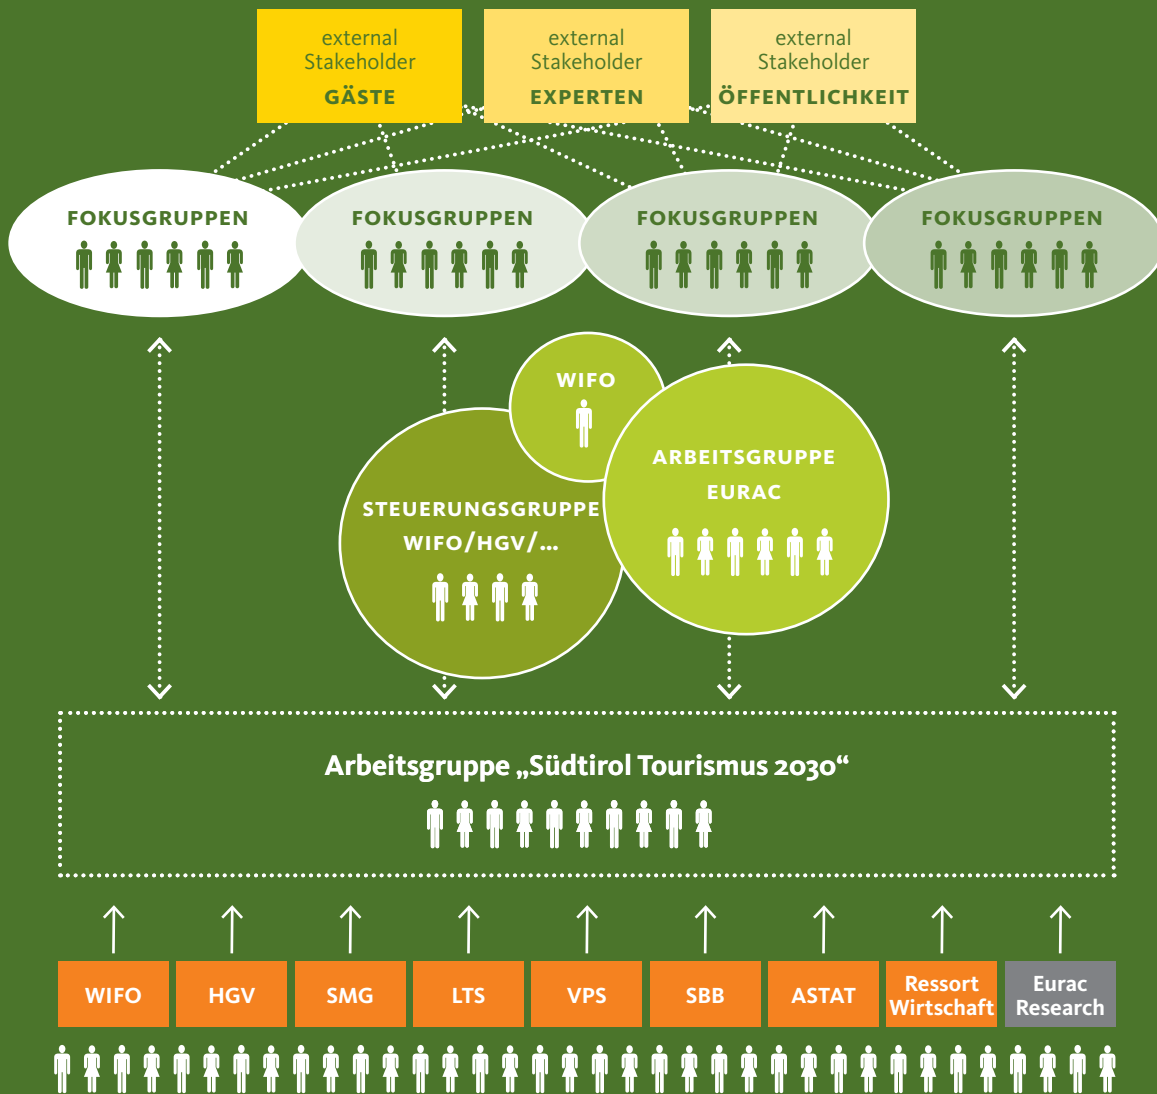 external
Stakeholder
GÄSTE
external
Stakeholder
EXPERTEN
external
Stakeholder
ÖFFENTLICHKEIT
FOKUSGRUPPEN
FOKUSGRUPPEN
FOKUSGRUPPEN
FOKUSGRUPPEN
WIFO
ARBEITSGRUPPE
EURAC
STEUERUNGSGRUPPE
WIFO/HGV/...
Arbeitsgruppe „Südtirol Tourismus 2030“
WIFO
HGV
SMG
LTS
VPS
SBB
ASTAT
Ressort
Wirtschaft
Eurac
Research